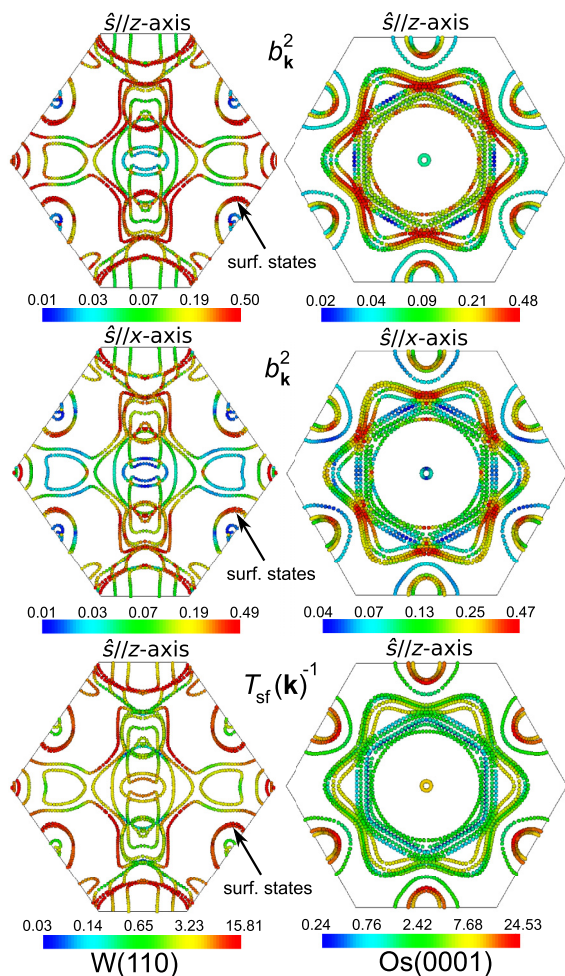 ŝ//z-axis b²ₖ ŝ//z-axis
surf. states
0.01 0.03 0.07 0.19 0.50 0.02 0.04 0.09 0.21 0.48
ŝ//x-axis b²ₖ ŝ//x-axis
surf. states
0.01 0.03 0.07 0.19 0.49 0.04 0.07 0.13 0.25 0.47
ŝ//z-axis T_sf(k)⁻¹ ŝ//z-axis
surf. states
0.03 0.14 0.65 3.23 15.81 0.24 0.76 2.42 7.68 24.53
W(110) Os(0001)